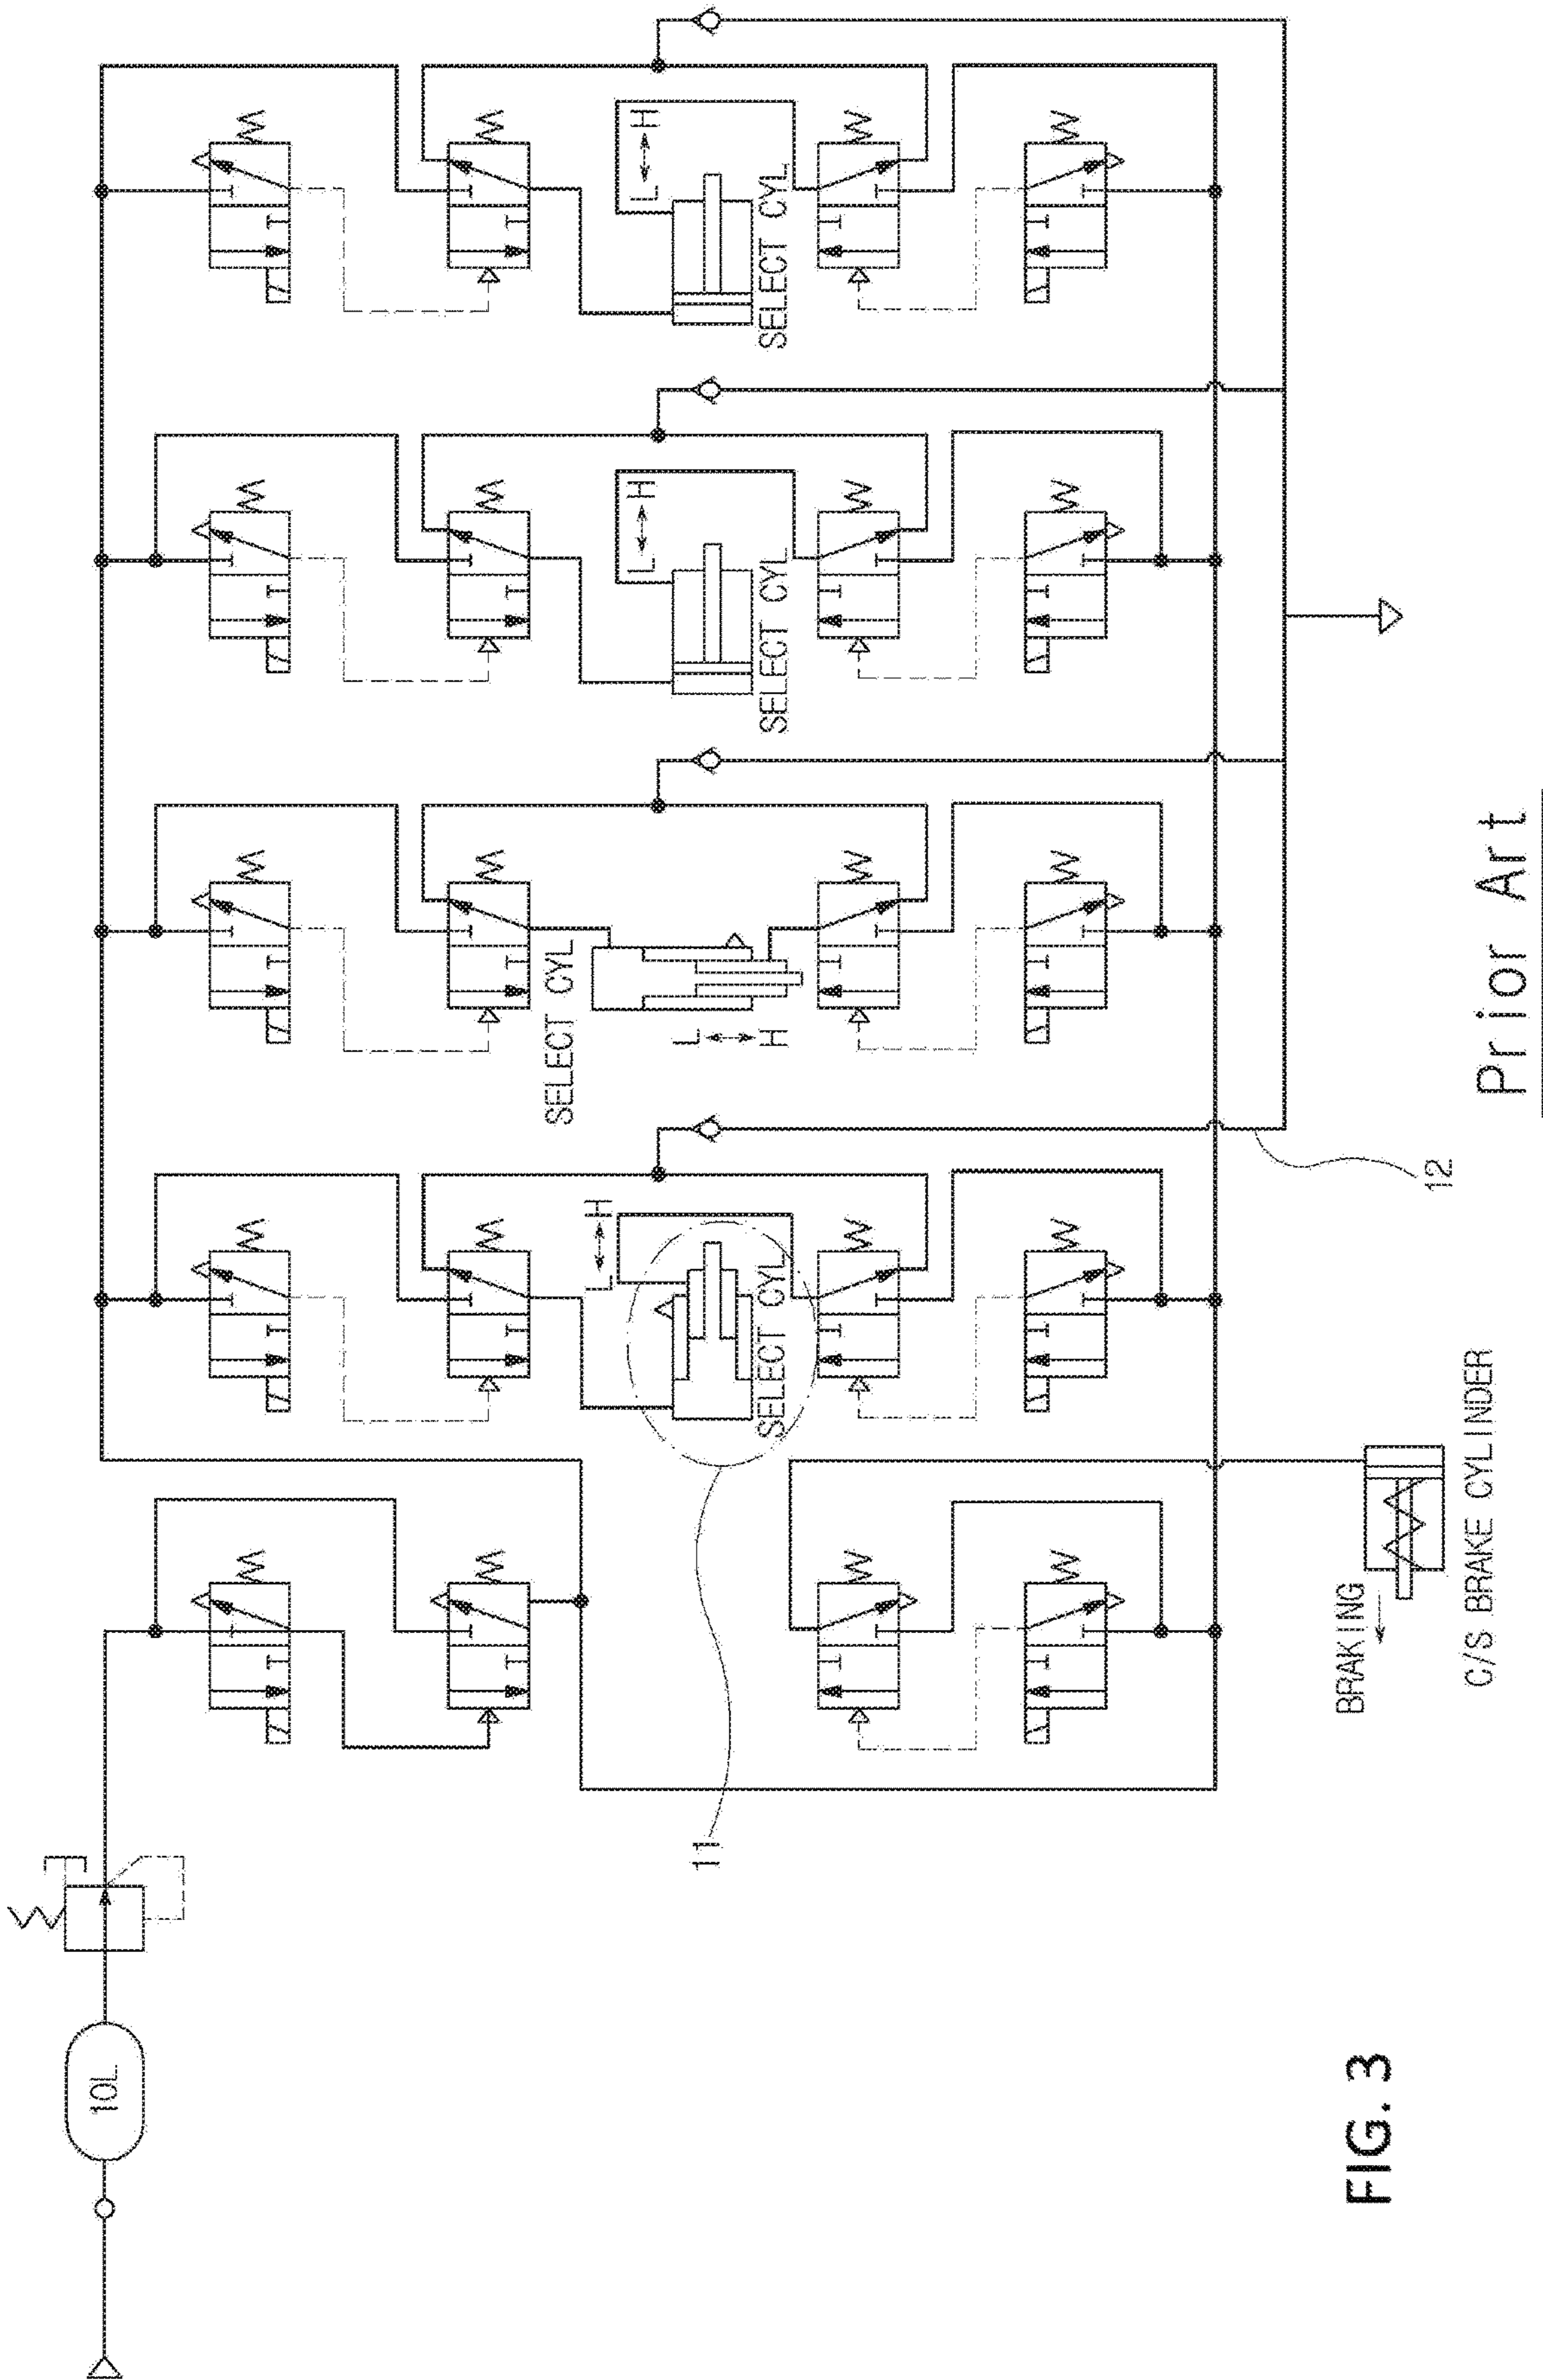 10L
11
L H
SELECT CYL
SELECT CYL
L H
L H
SELECT CYL
L H
SELECT CYL
12
BRAKING
C/S BRAKE CYLINDER
Prior Art
FIG. 3